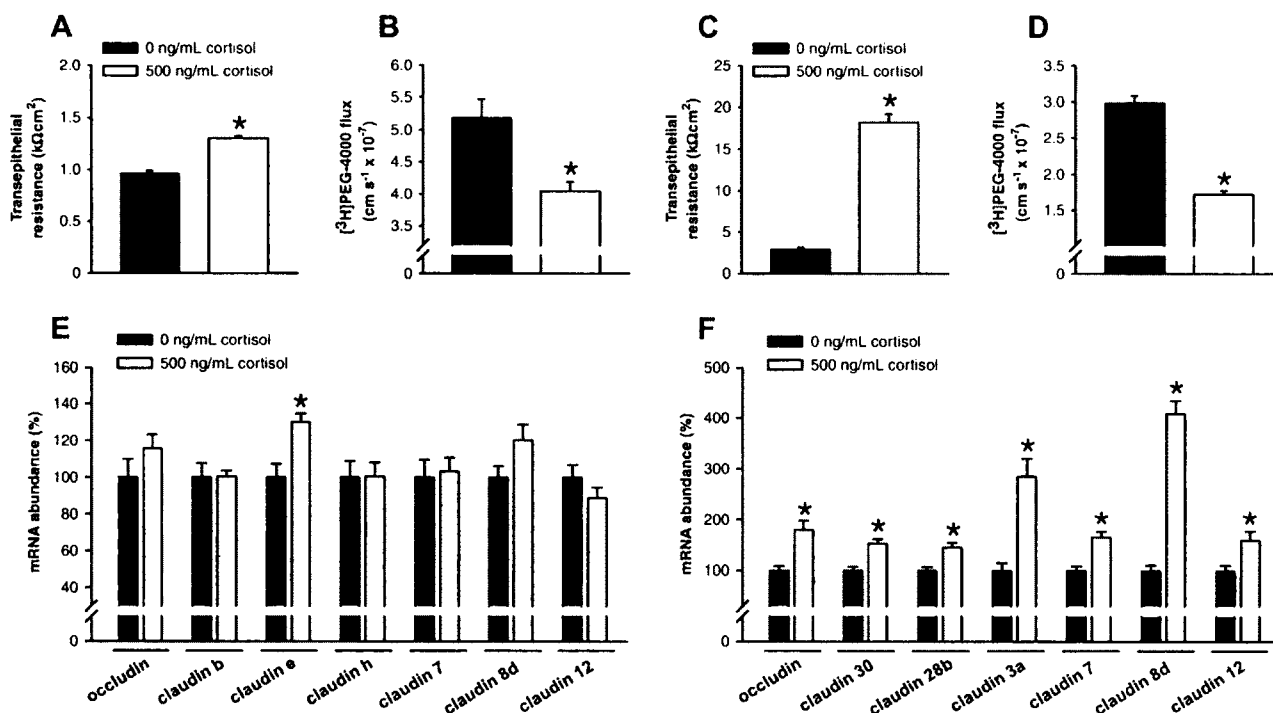 A
0 ng/mL cortisol
500 ng/mL cortisol
Transepithelial
resistance (kΩcm²)
2.0
1.5
1.0
0.5
0
*
B
[³H]PEG-4000 flux
(cm s⁻¹ x 10⁻⁷)
6.0
5.5
5.0
4.5
4.0
3.5
0
*
C
0 ng/mL cortisol
500 ng/mL cortisol
Transepithelial
resistance (kΩcm²)
25
20
15
10
5
0
*
D
[³H]PEG-4000 flux
(cm s⁻¹ x 10⁻⁷)
3.5
3.0
2.5
2.0
1.5
0
*
E
0 ng/mL cortisol
500 ng/mL cortisol
mRNA abundance (%)
160
140
120
100
80
60
40
0
*
occludin
claudin b
claudin e
claudin h
claudin 7
claudin 8d
claudin 12
F
0 ng/mL cortisol
500 ng/mL cortisol
mRNA abundance (%)
500
400
300
200
100
0
*
*
*
*
*
*
*
occludin
claudin 30
claudin 28b
claudin 3a
claudin 7
claudin 8d
claudin 12